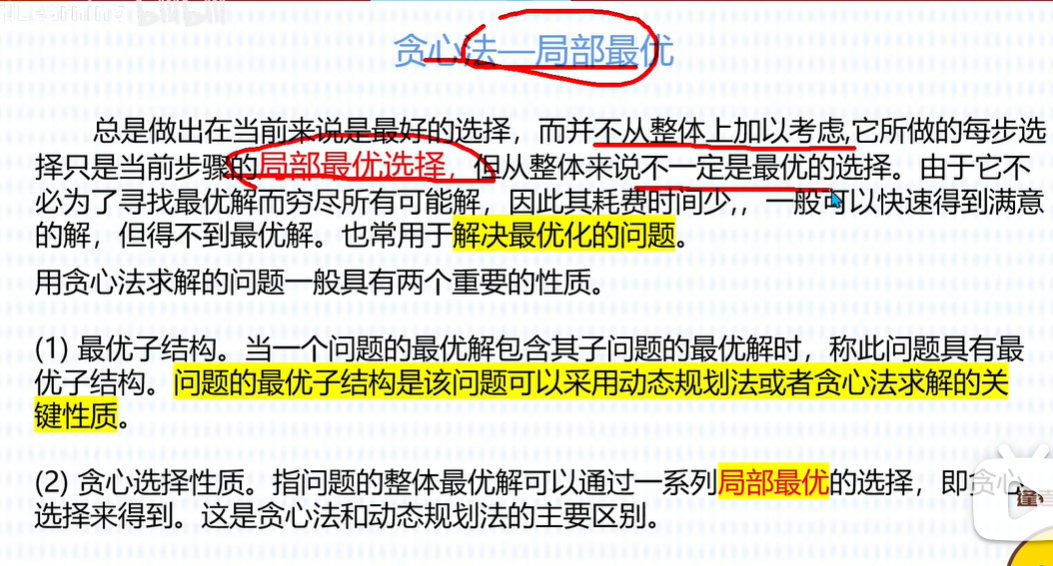 bilibili
贪心法—局部最优
总是做出在当前来说是最好的选择，而并不从整体上加以考虑,它所做的每步选
择只是当前步骤的局部最优选择，但从整体来说不一定是最优的选择。由于它不
必为了寻找最优解而穷尽所有可能解，因此其耗费时间少,，一般可以快速得到满意
的解，但得不到最优解。也常用于解决最优化的问题。
用贪心法求解的问题一般具有两个重要的性质。
(1) 最优子结构。当一个问题的最优解包含其子问题的最优解时，称此问题具有最
优子结构。问题的最优子结构是该问题可以采用动态规划法或者贪心法求解的关
键性质。
(2) 贪心选择性质。指问题的整体最优解可以通过一系列局部最优的选择，即贪心
选择来得到。这是贪心法和动态规划法的主要区别。